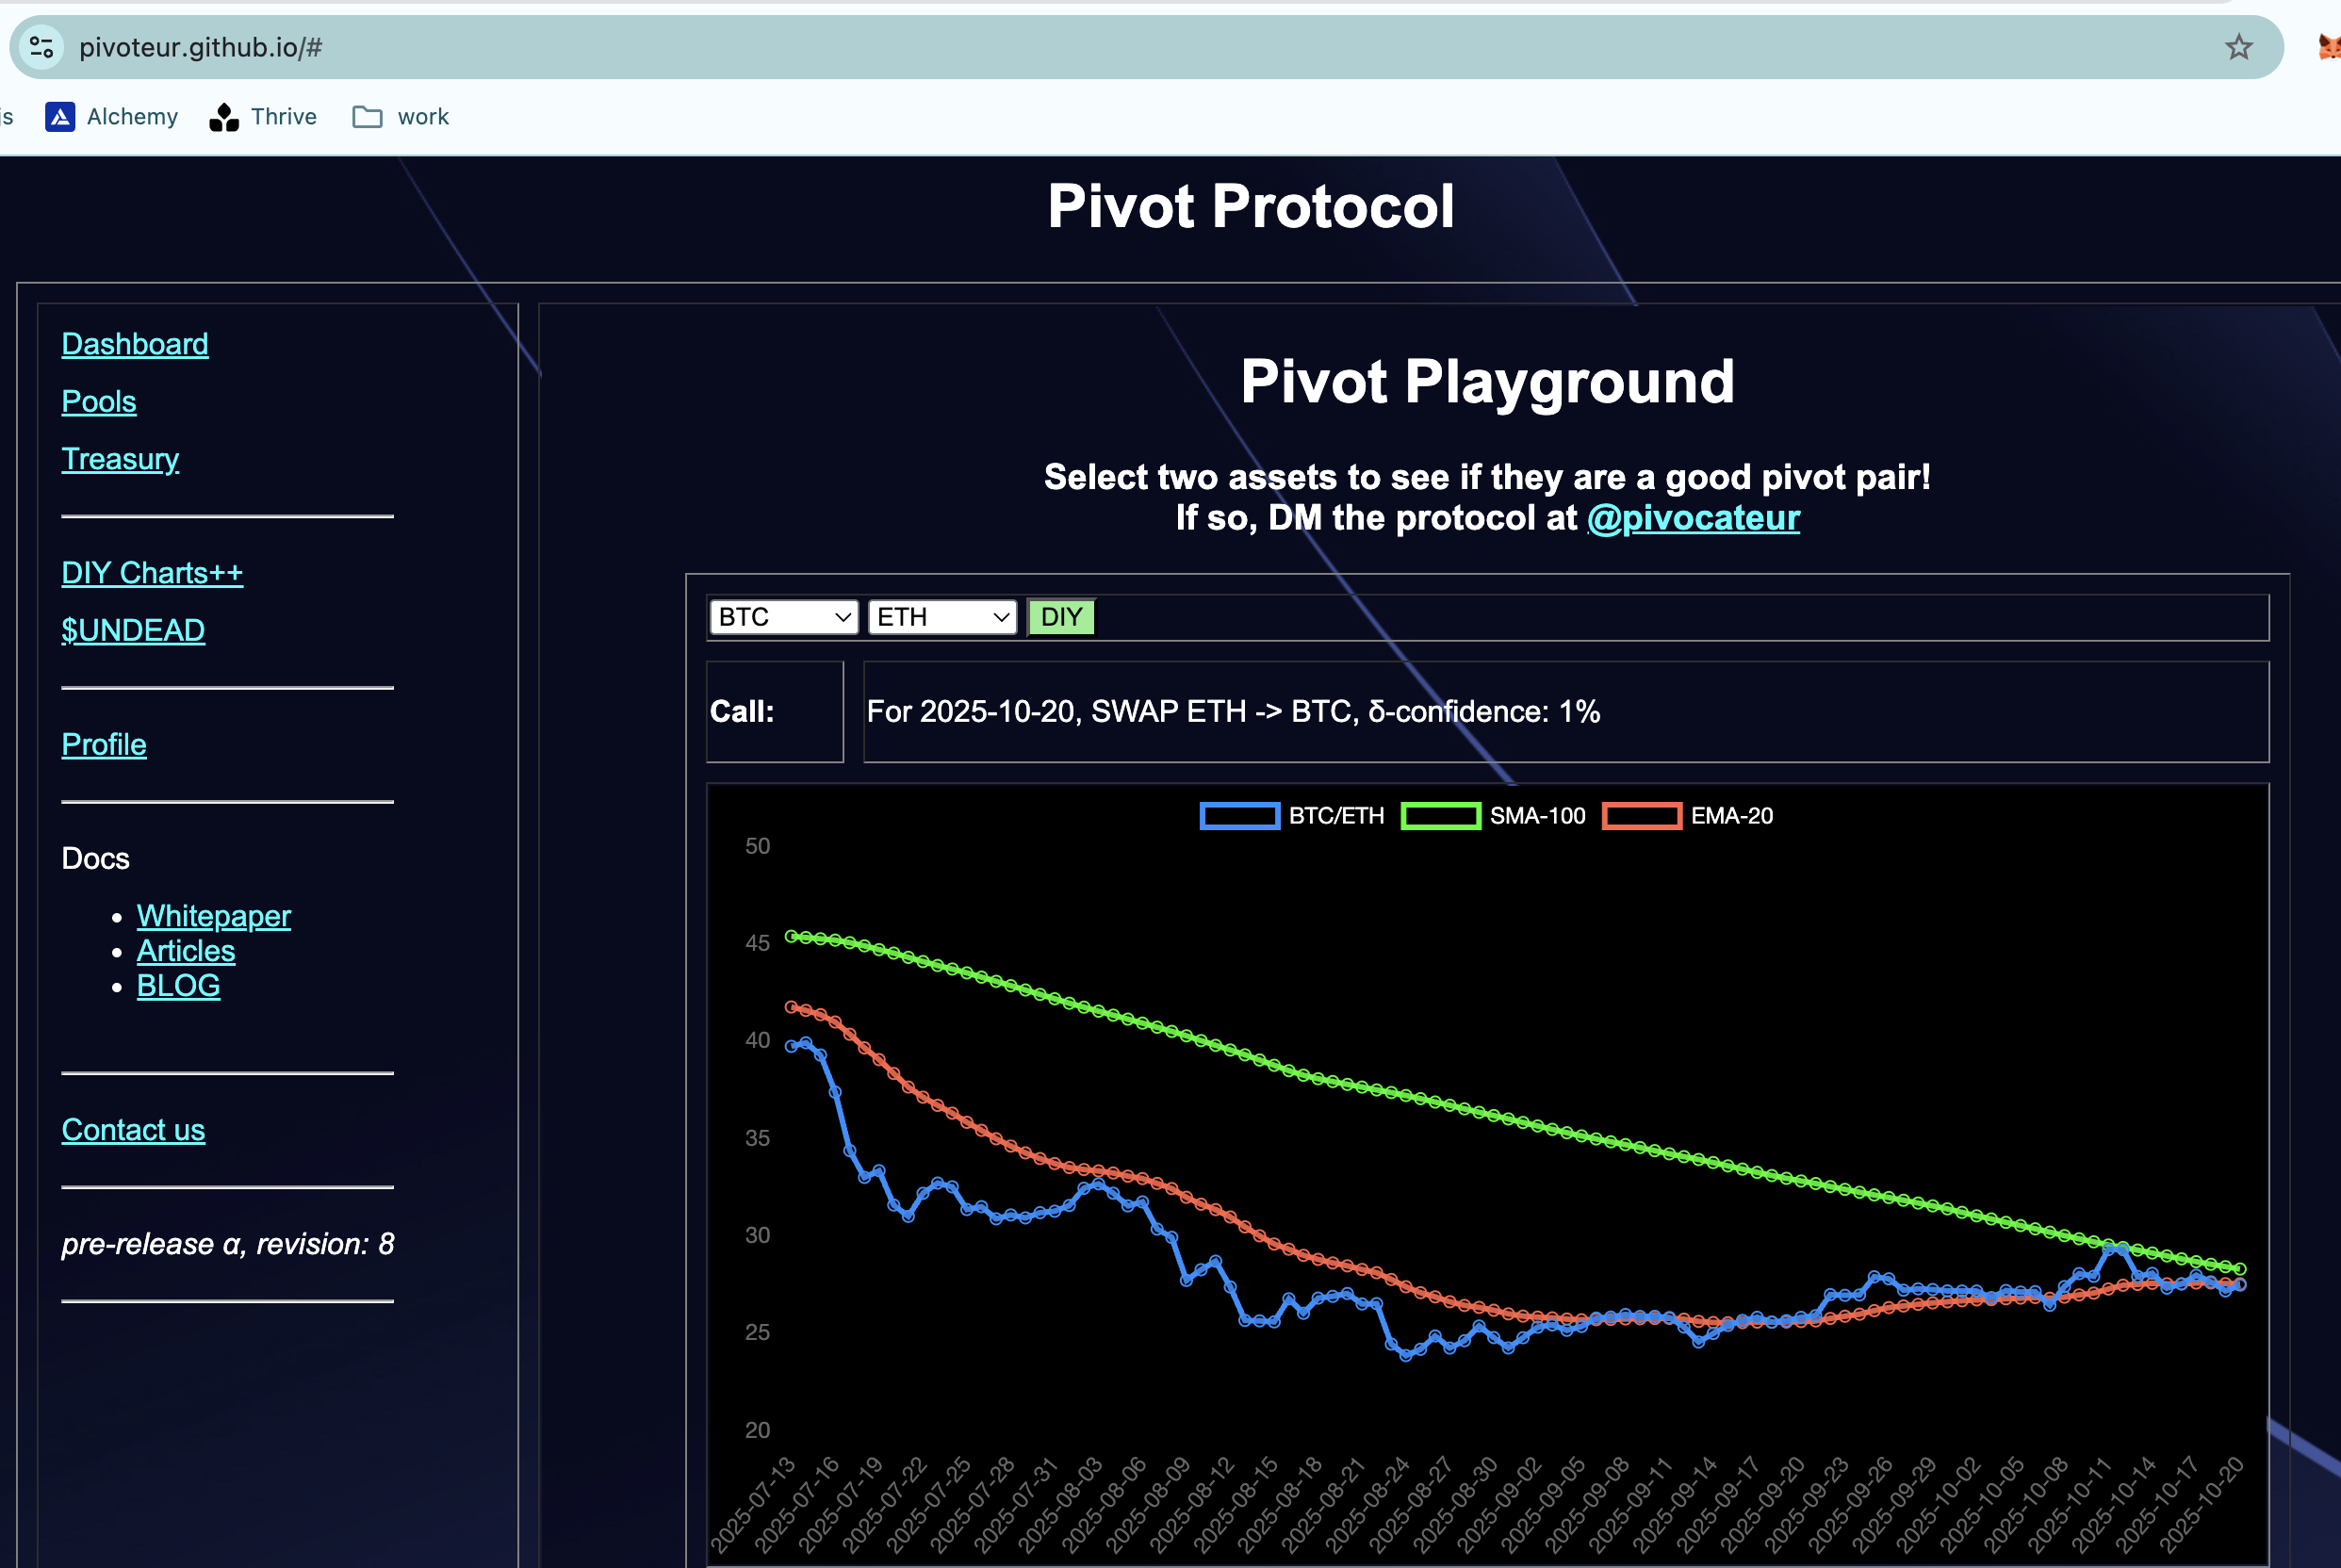 pivoteur.github.io/#
Alchemy Thrive work
Pivot Protocol
Dashboard
Pools
Treasury
DIY Charts++
$UNDEAD
Profile
Docs
Whitepaper
Articles
BLOG
Contact us
pre-release α, revision: 8
Pivot Playground
Select two assets to see if they are a good pivot pair!
If so, DM the protocol at @pivocateur
BTC ETH DIY
Call: For 2025-10-20, SWAP ETH -> BTC, δ-confidence: 1%
BTC/ETH SMA-100 EMA-20
50
45
40
35
30
25
20
2025-07-13
2025-07-16
2025-07-19
2025-07-22
2025-07-25
2025-07-28
2025-07-31
2025-08-03
2025-08-06
2025-08-09
2025-08-12
2025-08-15
2025-08-18
2025-08-21
2025-08-24
2025-08-27
2025-08-30
2025-09-02
2025-09-05
2025-09-08
2025-09-11
2025-09-14
2025-09-17
2025-09-20
2025-09-23
2025-09-26
2025-09-29
2025-10-02
2025-10-05
2025-10-08
2025-10-11
2025-10-14
2025-10-17
2025-10-20